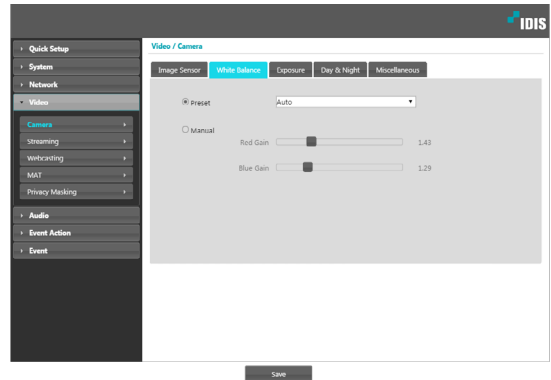 IDIS
Quick Setup
System
Network
Video
Camera
Streaming
Webcasting
MAT
Privacy Masking
Audio
Event Action
Event
Video / Camera
Image Sensor White Balance Exposure Day & Night Miscellaneous
Preset Auto
Manual
Red Gain 1.43
Blue Gain 1.29
Save